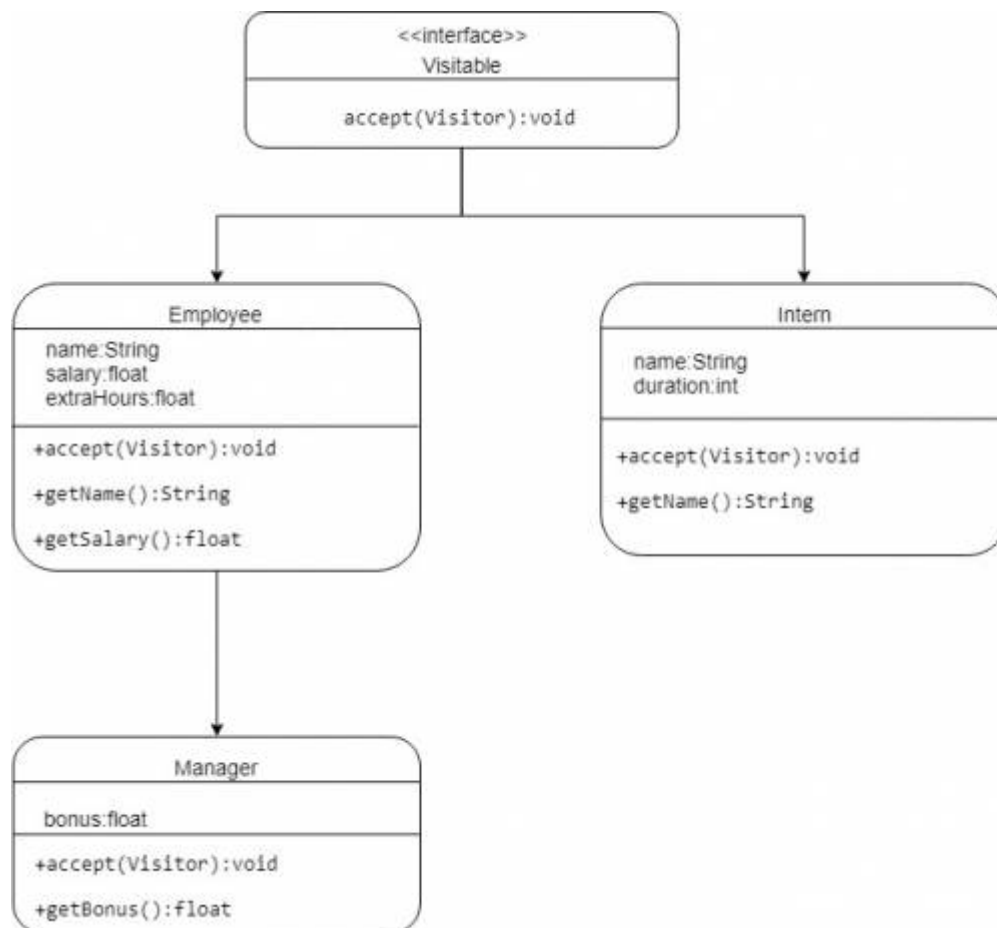 <<interface>>
Visitable
accept(Visitor):void
Employee
name:String
salary:float
extraHours:float
+accept(Visitor):void
+getName():String
+getSalary():float
Intern
name:String
duration:int
+accept(Visitor):void
+getName():String
Manager
bonus:float
+accept(Visitor):void
+getBonus():float